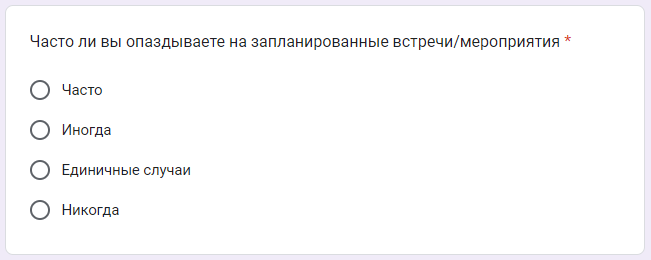 Часто ли вы опаздываете на запланированные встречи/мероприятия *
Часто
Иногда
Единичные случаи
Никогда